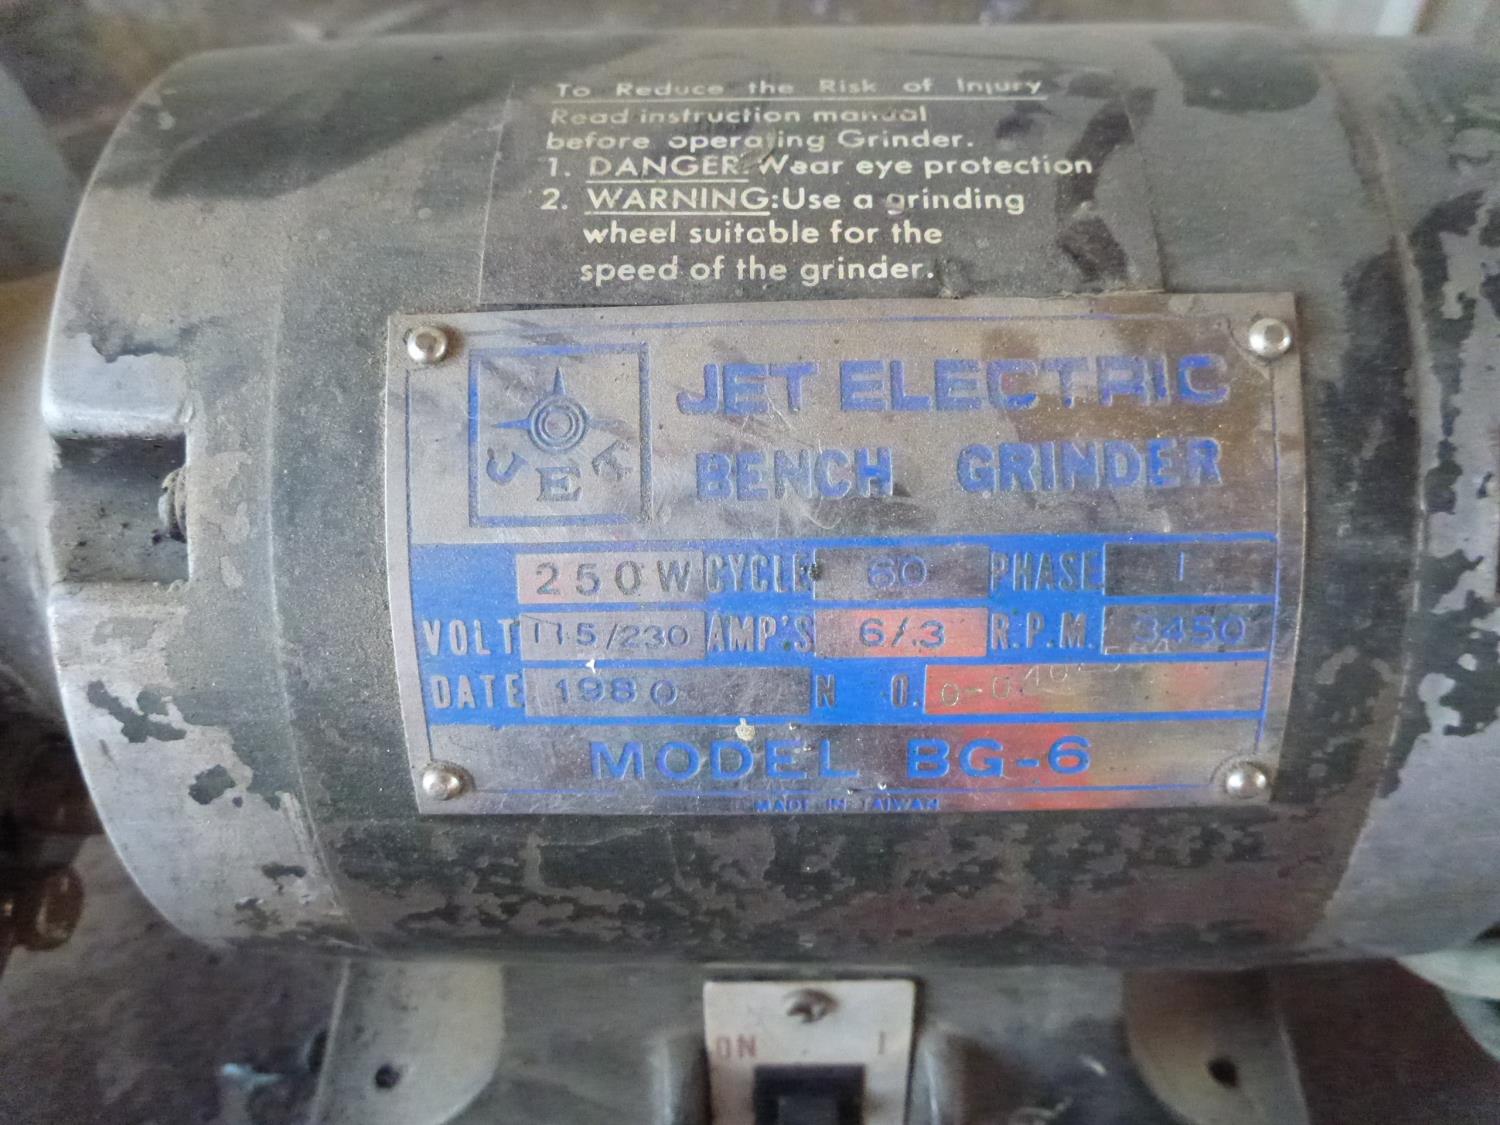 To Reduce the Risk of Injury
Read instruction manual
before operating Grinder.
1. DANGER: Wear eye protection
2. WARNING:Use a grinding
wheel suitable for the
speed of the grinder.
JET
JET ELECTRIC
BENCH GRINDER
250 W CYCLE 60 PHASE 1
VOLT 115/230 AMP'S 6/3 R.P.M. 3450
DATE 1980 N O.
MODEL BG-6
MADE IN TAIWAN
ON I